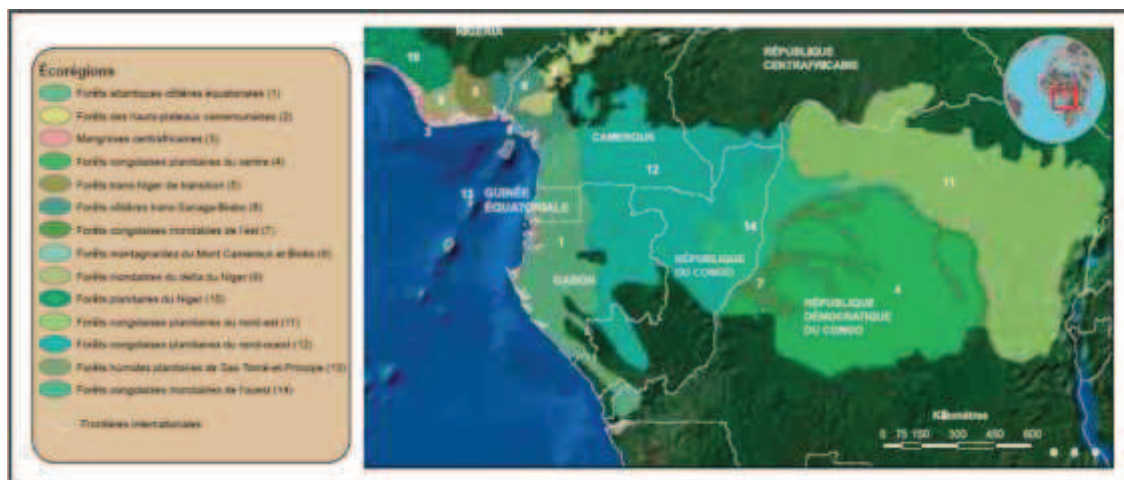 Écorégions
Forêts atlantiques côtières équatoriales (1)
Forêts des hauts-plateaux camerounais (2)
Mangroves centrafricaines (3)
Forêts congolaises planitiaires du centre (4)
Forêts trans-Niger de transition (5)
Forêts côtières trans-Sanaga-Bioko (6)
Forêts congolaises inondables de l'est (7)
Forêts montagnardes du Mont Cameroun et Bioko (8)
Forêts inondables du delta du Niger (9)
Forêts planitiaires du Niger (10)
Forêts congolaises planitiaires du nord-est (11)
Forêts congolaises planitiaires du nord-ouest (12)
Forêts humides planitiaires de Sao Tomé-et-Principe (13)
Forêts congolaises inondables de l'ouest (14)
Frontières internationales
NIGERIA
RÉPUBLIQUE
CENTRAFRICAINE
10
9
5
6
3
8
CAMEROUN
12
11
13
GUINÉE
ÉQUATORIALE
14
1
GABON
RÉPUBLIQUE
DU CONGO
7
4
RÉPUBLIQUE
DÉMOCRATIQUE
DU CONGO
Kilomètres
0 75 150 300 450 600